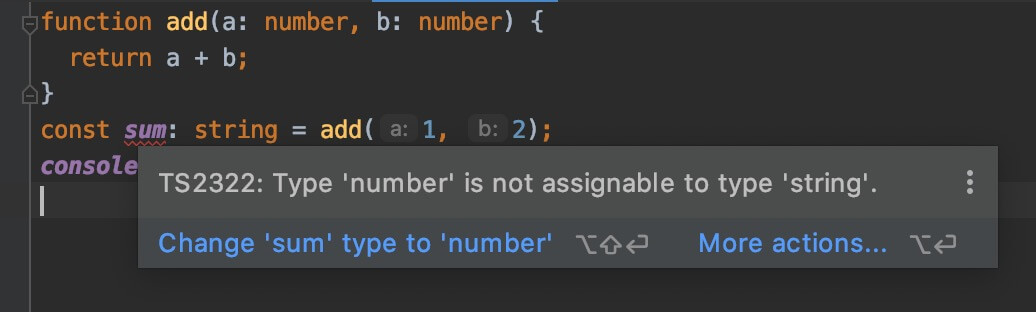 function add(a: number, b: number) {
return a + b;
}
const sum: string = add( a: 1, b: 2);
console
TS2322: Type 'number' is not assignable to type 'string'.
Change 'sum' type to 'number' ⌥⇧⏎ More actions... ⌥⏎